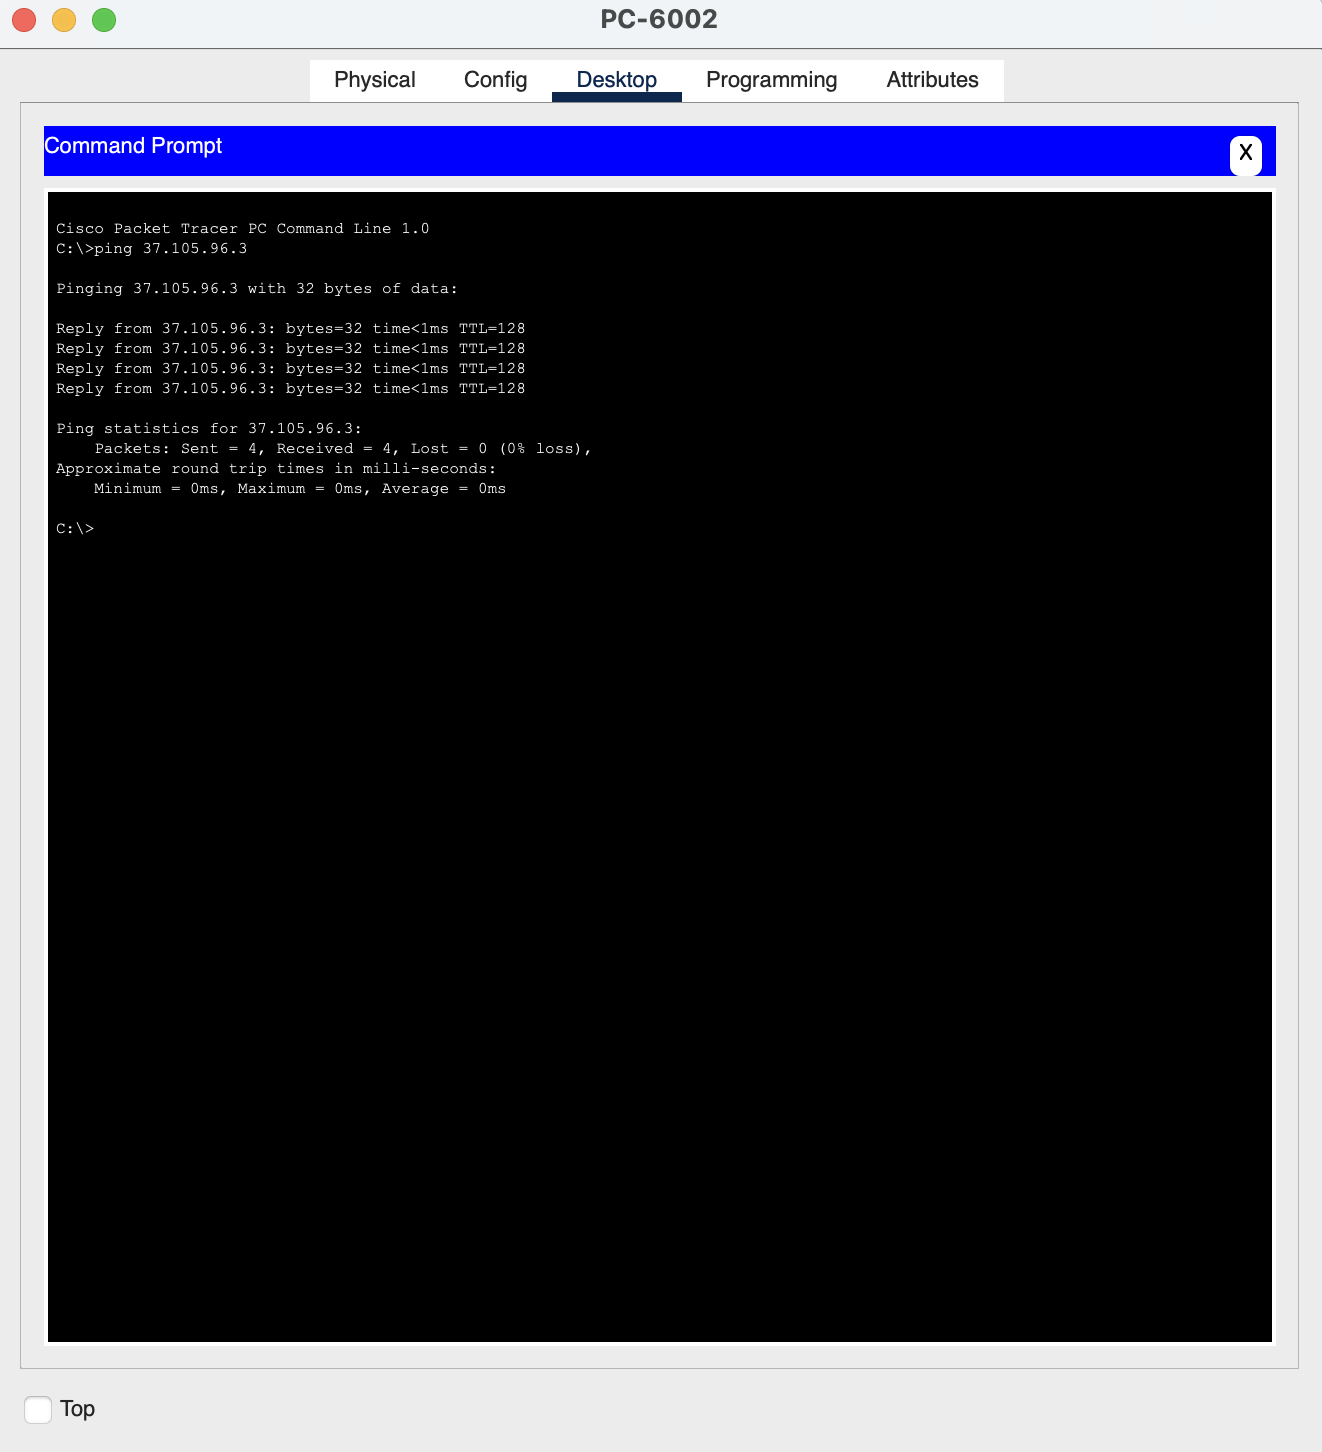 PC-6002
Physical Config Desktop Programming Attributes
Command Prompt X
Cisco Packet Tracer PC Command Line 1.0
C:\>ping 37.105.96.3
Pinging 37.105.96.3 with 32 bytes of data:
Reply from 37.105.96.3: bytes=32 time<1ms TTL=128
Reply from 37.105.96.3: bytes=32 time<1ms TTL=128
Reply from 37.105.96.3: bytes=32 time<1ms TTL=128
Reply from 37.105.96.3: bytes=32 time<1ms TTL=128
Ping statistics for 37.105.96.3:
Packets: Sent = 4, Received = 4, Lost = 0 (0% loss),
Approximate round trip times in milli-seconds:
Minimum = 0ms, Maximum = 0ms, Average = 0ms
C:\>
Top